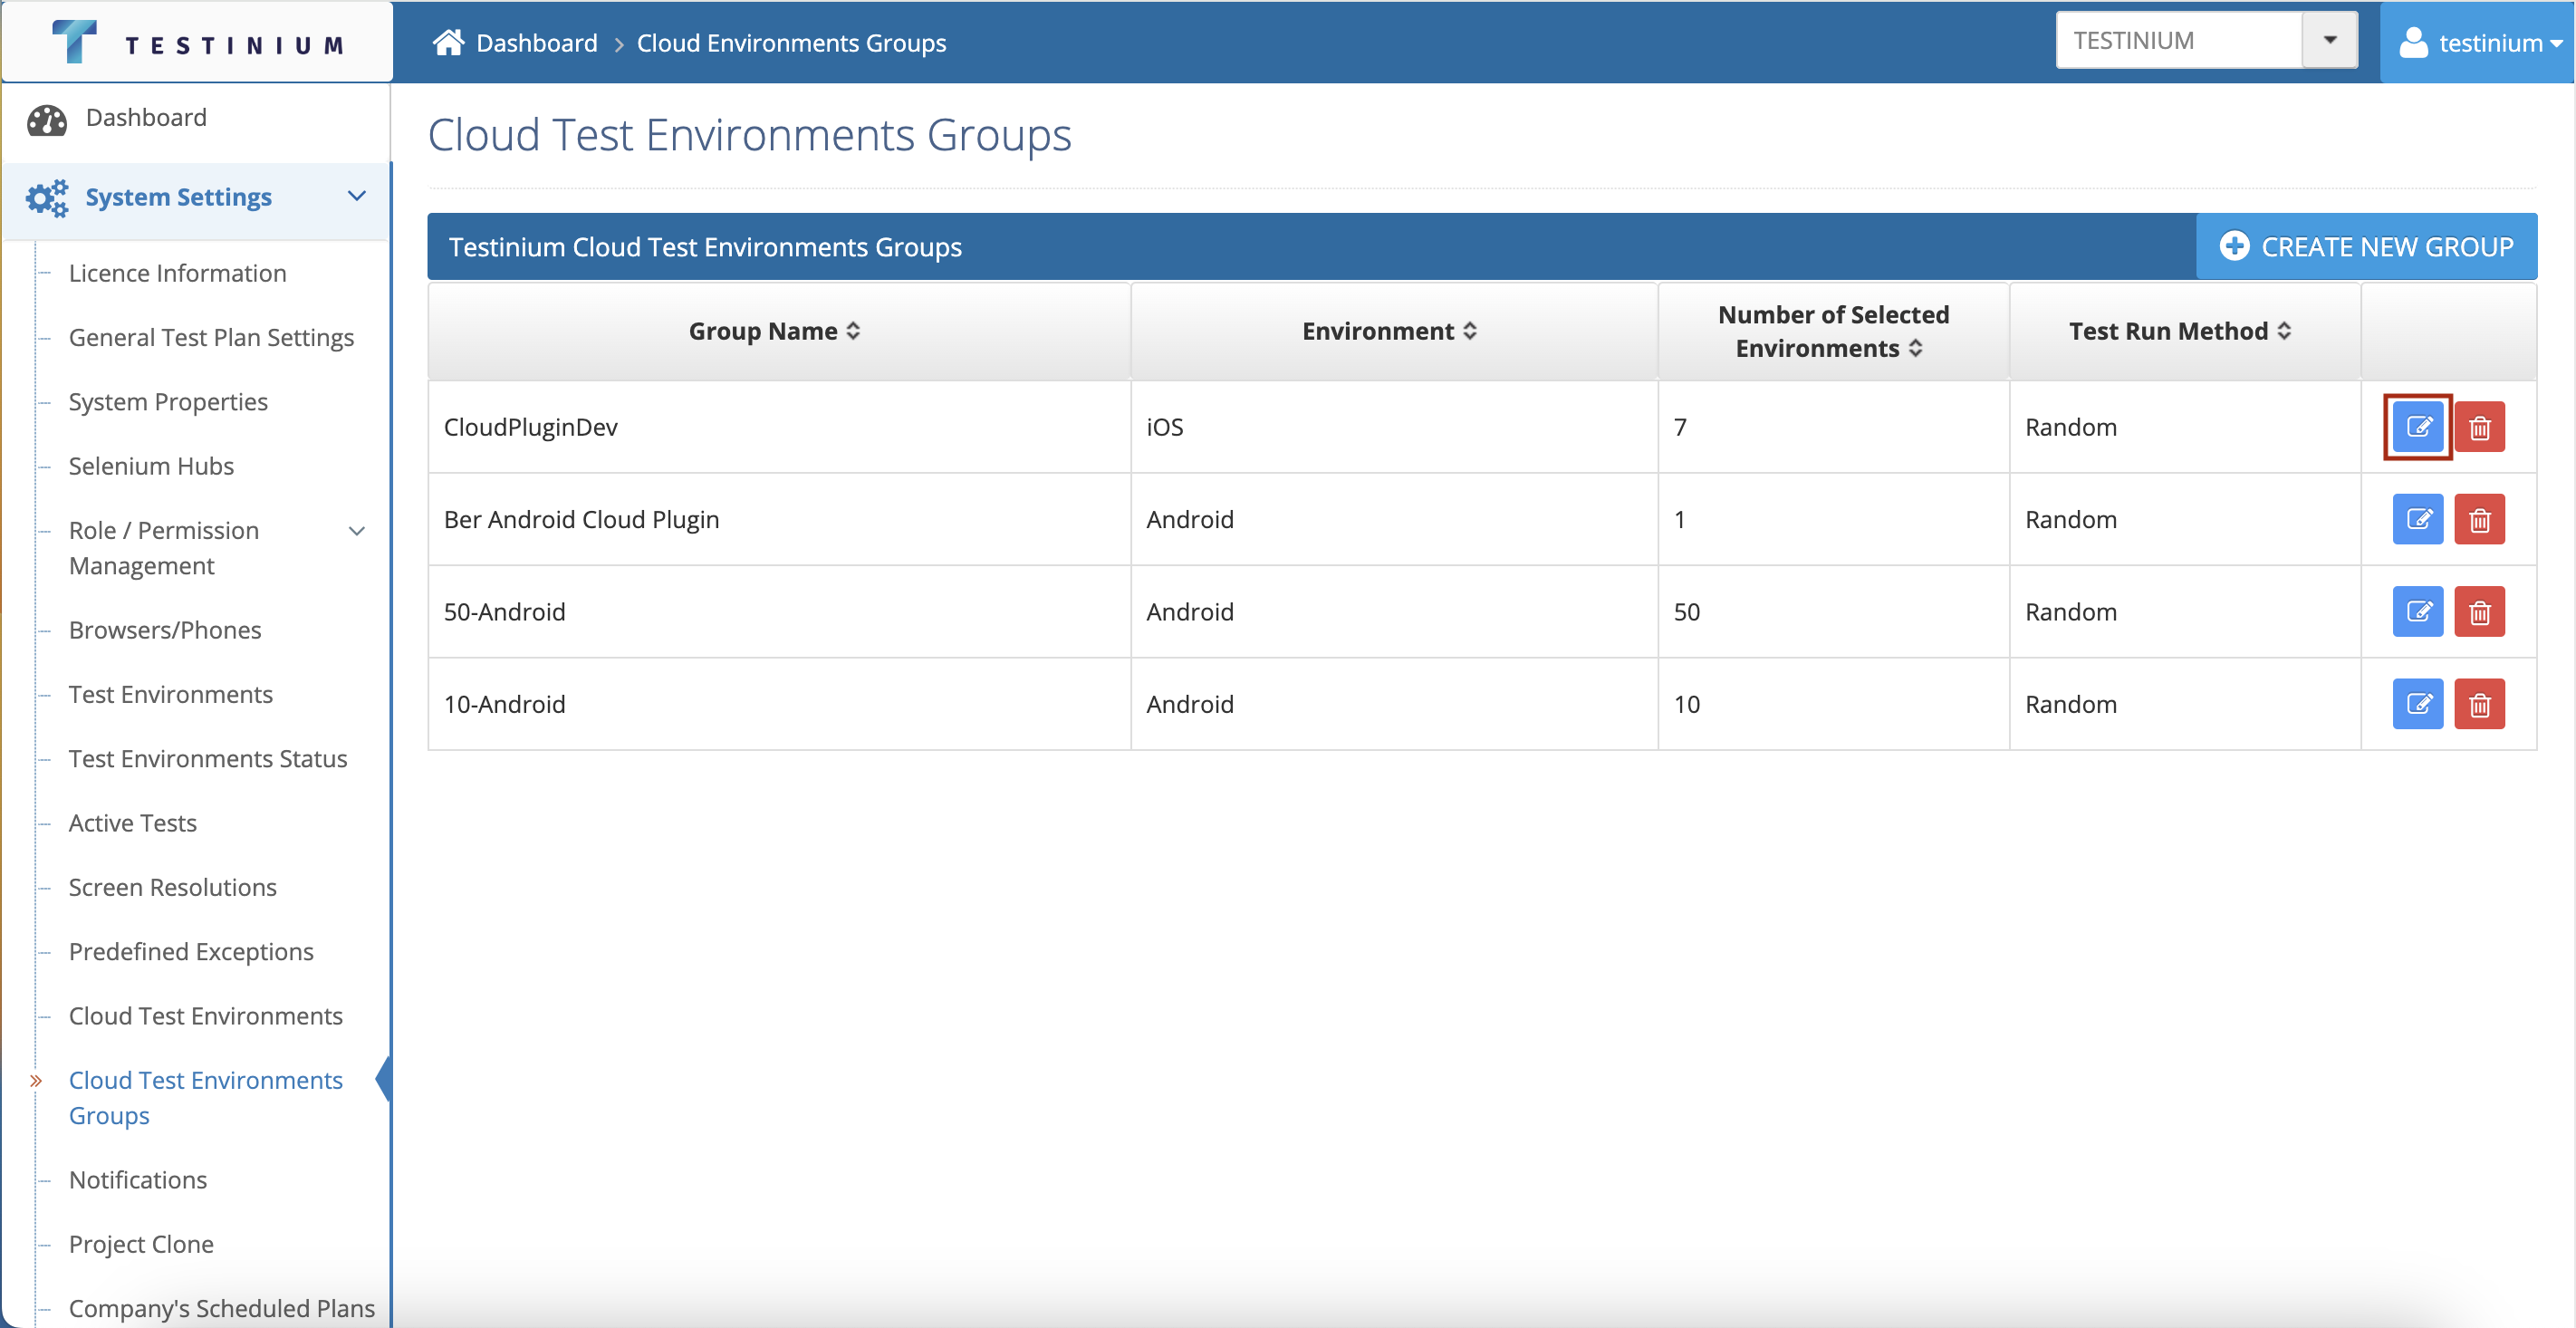 TESTINIUM
Dashboard > Cloud Environments Groups
TESTINIUM
testinium
Dashboard
System Settings
Licence Information
General Test Plan Settings
System Properties
Selenium Hubs
Role / Permission
Management
Browsers/Phones
Test Environments
Test Environments Status
Active Tests
Screen Resolutions
Predefined Exceptions
Cloud Test Environments
» Cloud Test Environments
Groups
Notifications
Project Clone
Company's Scheduled Plans
Cloud Test Environments Groups
Testinium Cloud Test Environments Groups
CREATE NEW GROUP
Group Name Environment Number of Selected Environments Test Run Method
CloudPluginDev iOS 7 Random
Ber Android Cloud Plugin Android 1 Random
50-Android Android 50 Random
10-Android Android 10 Random